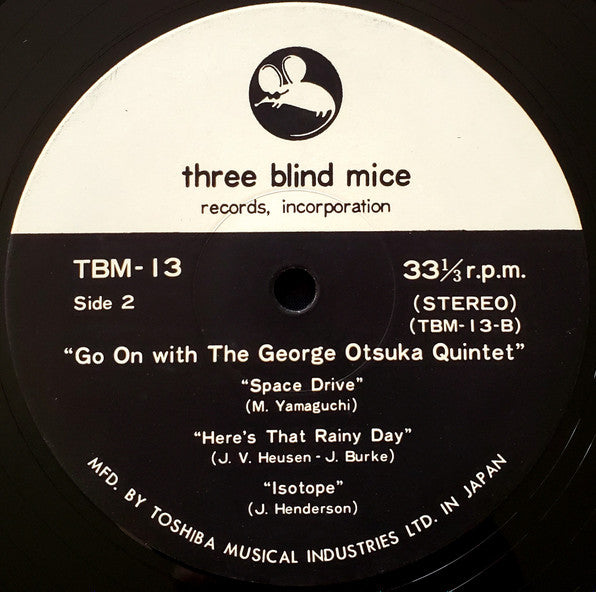 three blind mice
records, incorporation
TBM-13
33 1/3 r.p.m.
Side 2
(STEREO)
(TBM-13-B)
"Go On with The George Otsuka Quintet"
"Space Drive"
(M. Yamaguchi)
"Here's That Rainy Day"
(J. V. Heusen - J. Burke)
"Isotope"
(J. Henderson)
MFD. BY TOSHIBA MUSICAL INDUSTRIES LTD. IN JAPAN